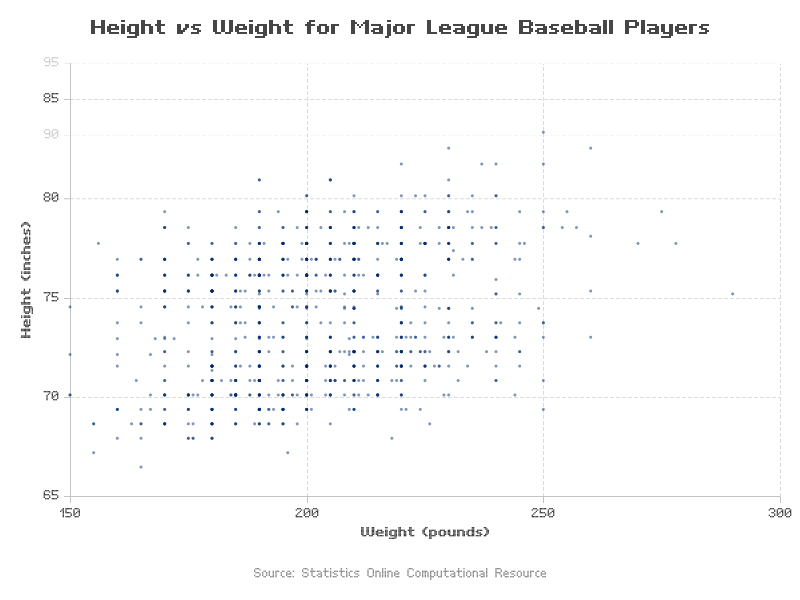 Height vs Weight for Major League Baseball Players
95
85
90
80
75
70
65
150
200
250
300
Height (inches)
Weight (pounds)
Source: Statistics Online Computational Resource